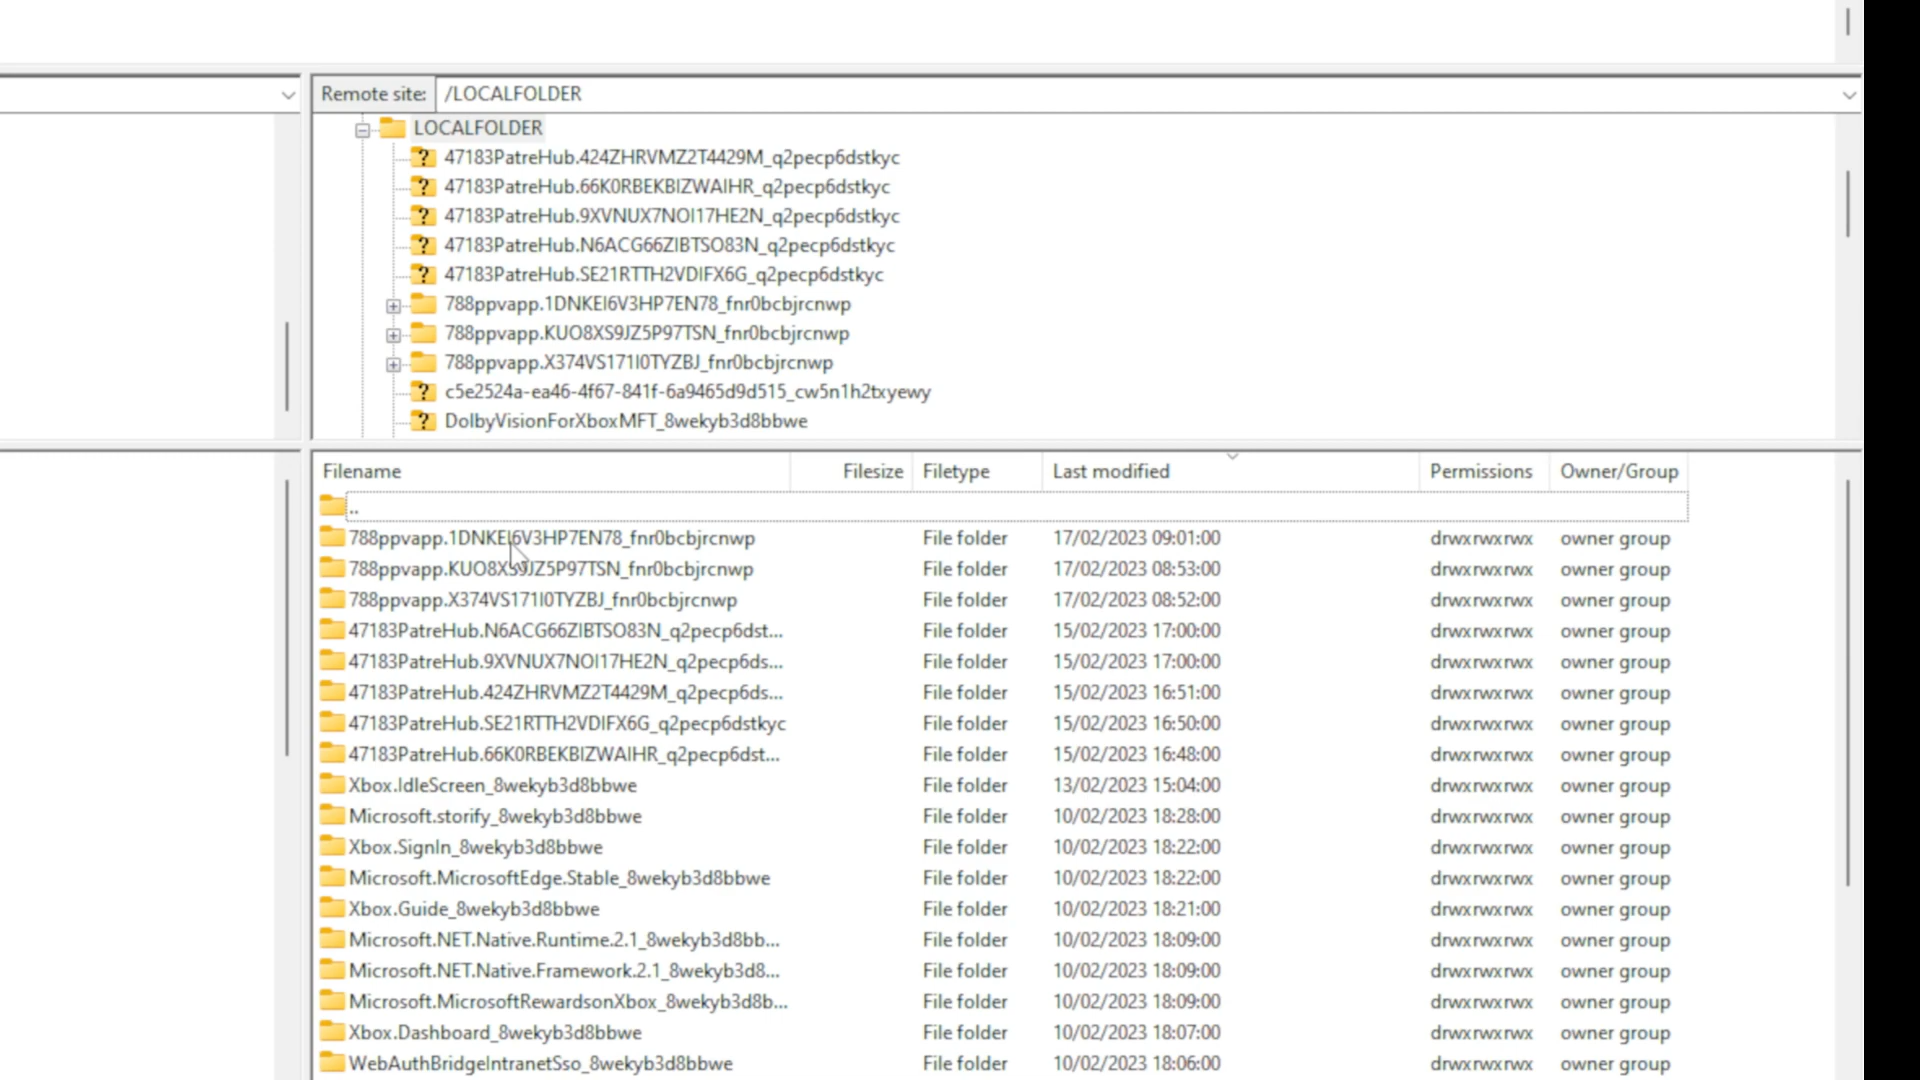 Remote site: /LOCALFOLDER
LOCALFOLDER
47183PatreHub.424ZHRVMZ2T4429M_q2pecp6dstkyc
47183PatreHub.66K0RBEKBIZWAIHR_q2pecp6dstkyc
47183PatreHub.9XVNUX7NOI17HE2N_q2pecp6dstkyc
47183PatreHub.N6ACG66ZIBTSO83N_q2pecp6dstkyc
47183PatreHub.SE21RTTH2VDIFX6G_q2pecp6dstkyc
788ppvapp.1DNKEI6V3HP7EN78_fnr0bcbjrcnwp
788ppvapp.KUO8XS9JZ5P97TSN_fnr0bcbjrcnwp
788ppvapp.X374VS171I0TYZBJ_fnr0bcbjrcnwp
c5e2524a-ea46-4f67-841f-6a9465d9d515_cw5n1h2txyewy
DolbyVisionForXboxMFT_8wekyb3d8bbwe
Filename Filesize Filetype Last modified Permissions Owner/Group
..
788ppvapp.1DNKEI6V3HP7EN78_fnr0bcbjrcnwp File folder 17/02/2023 09:01:00 drwxrwxrwx owner group
788ppvapp.KUO8XS9JZ5P97TSN_fnr0bcbjrcnwp File folder 17/02/2023 08:53:00 drwxrwxrwx owner group
788ppvapp.X374VS171I0TYZBJ_fnr0bcbjrcnwp File folder 17/02/2023 08:52:00 drwxrwxrwx owner group
47183PatreHub.N6ACG66ZIBTSO83N_q2pecp6dst... File folder 15/02/2023 17:00:00 drwxrwxrwx owner group
47183PatreHub.9XVNUX7NOI17HE2N_q2pecp6ds... File folder 15/02/2023 17:00:00 drwxrwxrwx owner group
47183PatreHub.424ZHRVMZ2T4429M_q2pecp6ds... File folder 15/02/2023 16:51:00 drwxrwxrwx owner group
47183PatreHub.SE21RTTH2VDIFX6G_q2pecp6dstkyc File folder 15/02/2023 16:50:00 drwxrwxrwx owner group
47183PatreHub.66K0RBEKBIZWAIHR_q2pecp6dst... File folder 15/02/2023 16:48:00 drwxrwxrwx owner group
Xbox.IdleScreen_8wekyb3d8bbwe File folder 13/02/2023 15:04:00 drwxrwxrwx owner group
Microsoft.storify_8wekyb3d8bbwe File folder 10/02/2023 18:28:00 drwxrwxrwx owner group
Xbox.SignIn_8wekyb3d8bbwe File folder 10/02/2023 18:22:00 drwxrwxrwx owner group
Microsoft.MicrosoftEdge.Stable_8wekyb3d8bbwe File folder 10/02/2023 18:22:00 drwxrwxrwx owner group
Xbox.Guide_8wekyb3d8bbwe File folder 10/02/2023 18:21:00 drwxrwxrwx owner group
Microsoft.NET.Native.Runtime.2.1_8wekyb3d8bb... File folder 10/02/2023 18:09:00 drwxrwxrwx owner group
Microsoft.NET.Native.Framework.2.1_8wekyb3d8... File folder 10/02/2023 18:09:00 drwxrwxrwx owner group
Microsoft.MicrosoftRewardsonXbox_8wekyb3d8b... File folder 10/02/2023 18:09:00 drwxrwxrwx owner group
Xbox.Dashboard_8wekyb3d8bbwe File folder 10/02/2023 18:07:00 drwxrwxrwx owner group
WebAuthBridgeIntranetSso_8wekyb3d8bbwe File folder 10/02/2023 18:06:00 drwxrwxrwx owner group